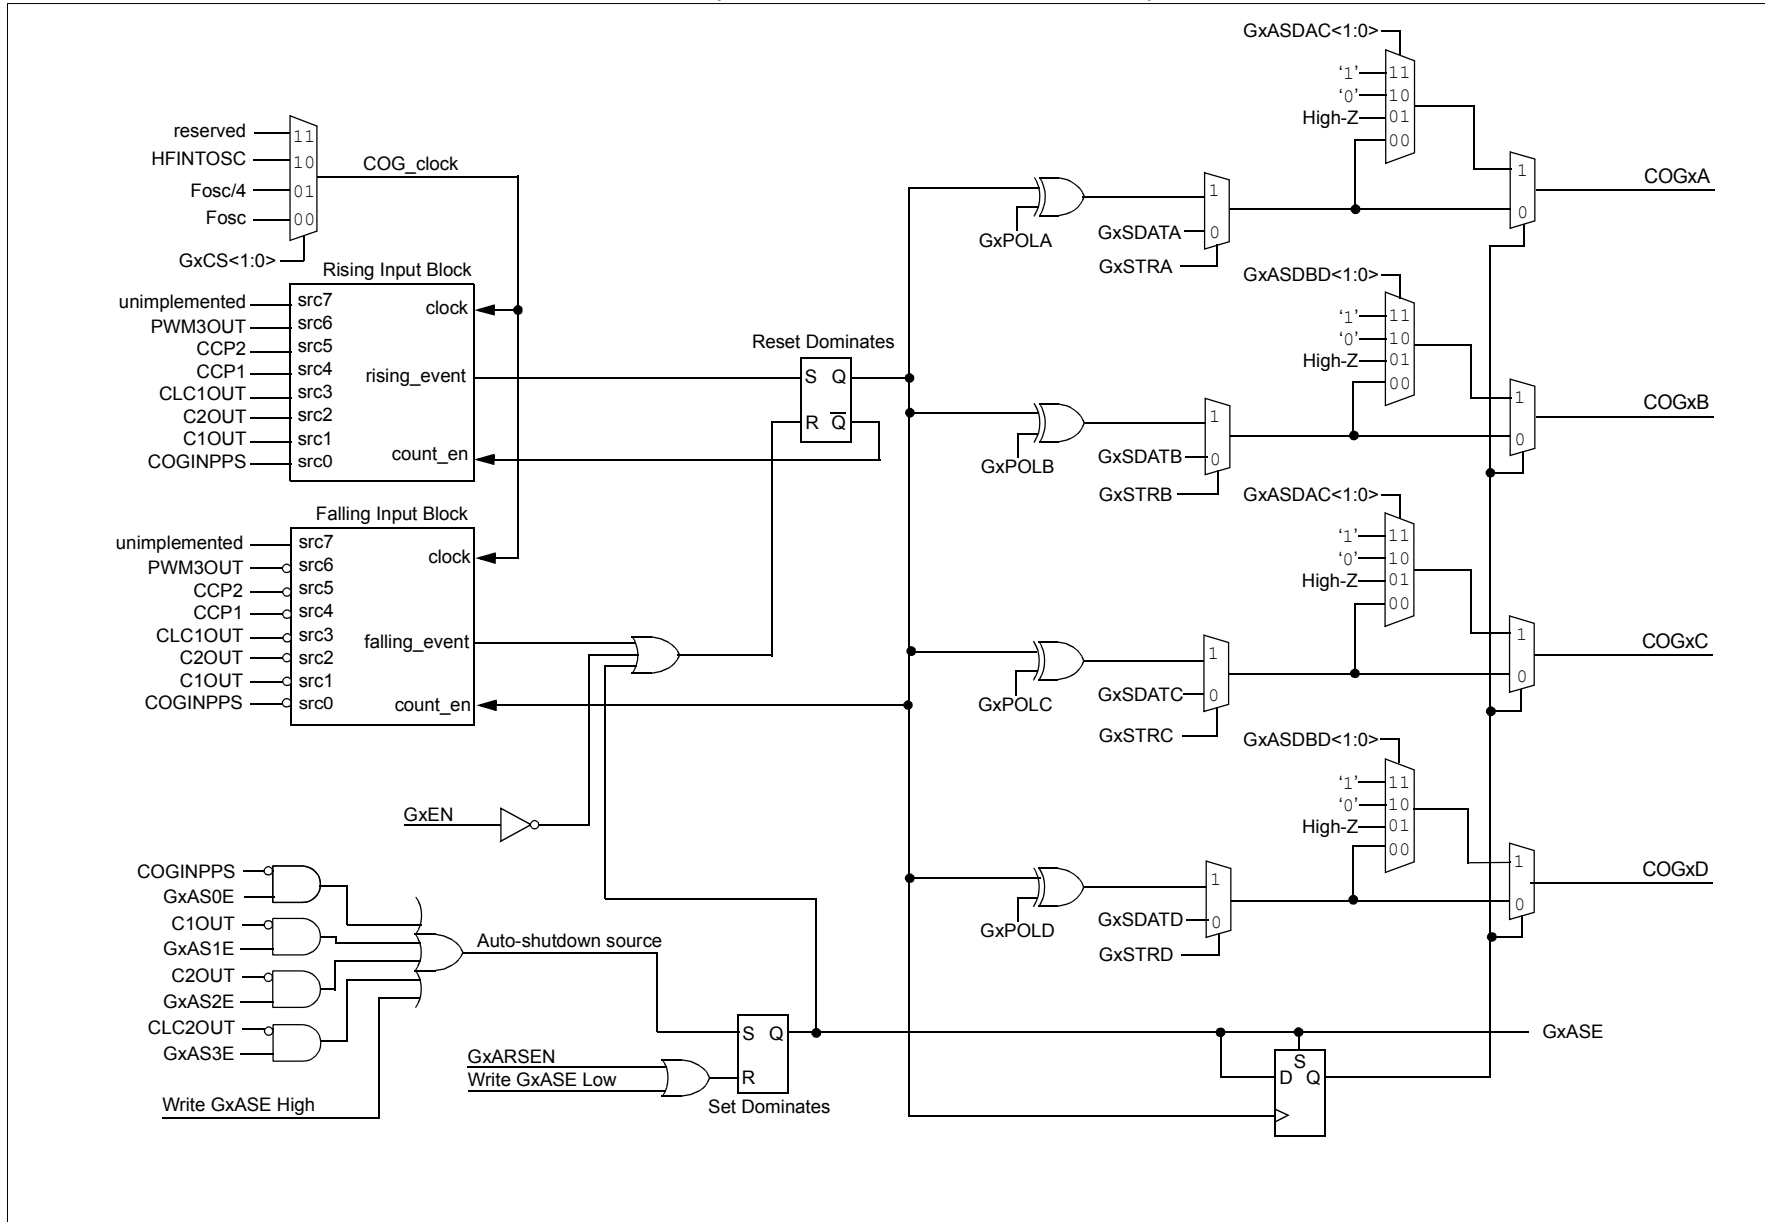 reserved
HFINTOSC
Fosc/4
Fosc
11
10
01
00
GxCS<1:0>
COG_clock
Rising Input Block
unimplemented
PWM3OUT
CCP2
CCP1
CLC1OUT
C2OUT
C1OUT
COGINPPS
src7
src6
src5
src4
src3
src2
src1
src0
clock
rising_event
count_en
Falling Input Block
unimplemented
PWM3OUT
CCP2
CCP1
CLC1OUT
C2OUT
C1OUT
COGINPPS
src7
src6
src5
src4
src3
src2
src1
src0
clock
falling_event
count_en
Reset Dominates
S Q
R Q
GxEN
COGINPPS
GxAS0E
C1OUT
GxAS1E
C2OUT
GxAS2E
CLC2OUT
GxAS3E
Write GxASE High
Auto-shutdown source
GxARSEN
Write GxASE Low
S Q
R
Set Dominates
GxASDAC<1:0>
'1' 11
'0' 10
High-Z 01
00
GxPOLA
GxSDATA
GxSTRA
1
0
1
0
COGxA
GxASDBD<1:0>
'1' 11
'0' 10
High-Z 01
00
GxPOLB
GxSDATB
GxSTRB
1
0
1
0
COGxB
GxASDAC<1:0>
'1' 11
'0' 10
High-Z 01
00
GxPOLC
GxSDATC
GxSTRC
1
0
1
0
COGxC
GxASDBD<1:0>
'1' 11
'0' 10
High-Z 01
00
GxPOLD
GxSDATD
GxSTRD
1
0
1
0
COGxD
GxASE
S
D Q